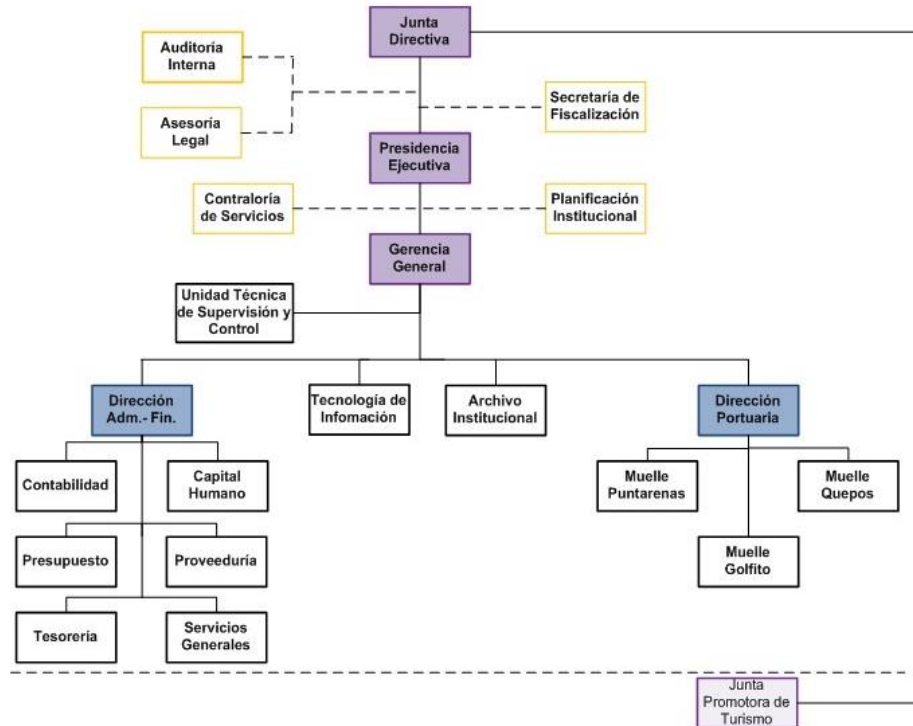 Junta
Directiva
Auditoría
Interna
Secretaría de
Fiscalización
Asesoría
Legal
Presidencia
Ejecutiva
Contraloría
de Servicios
Planificación
Institucional
Gerencia
General
Unidad Técnica
de Supervisión y
Control
Dirección
Adm.- Fin.
Tecnología de
Infomación
Archivo
Institucional
Dirección
Portuaria
Contabilidad
Capital
Humano
Muelle
Puntarenas
Muelle
Quepos
Presupuesto
Proveeduría
Muelle
Golfito
Tesorería
Servicios
Generales
Junta
Promotora de
Turismo